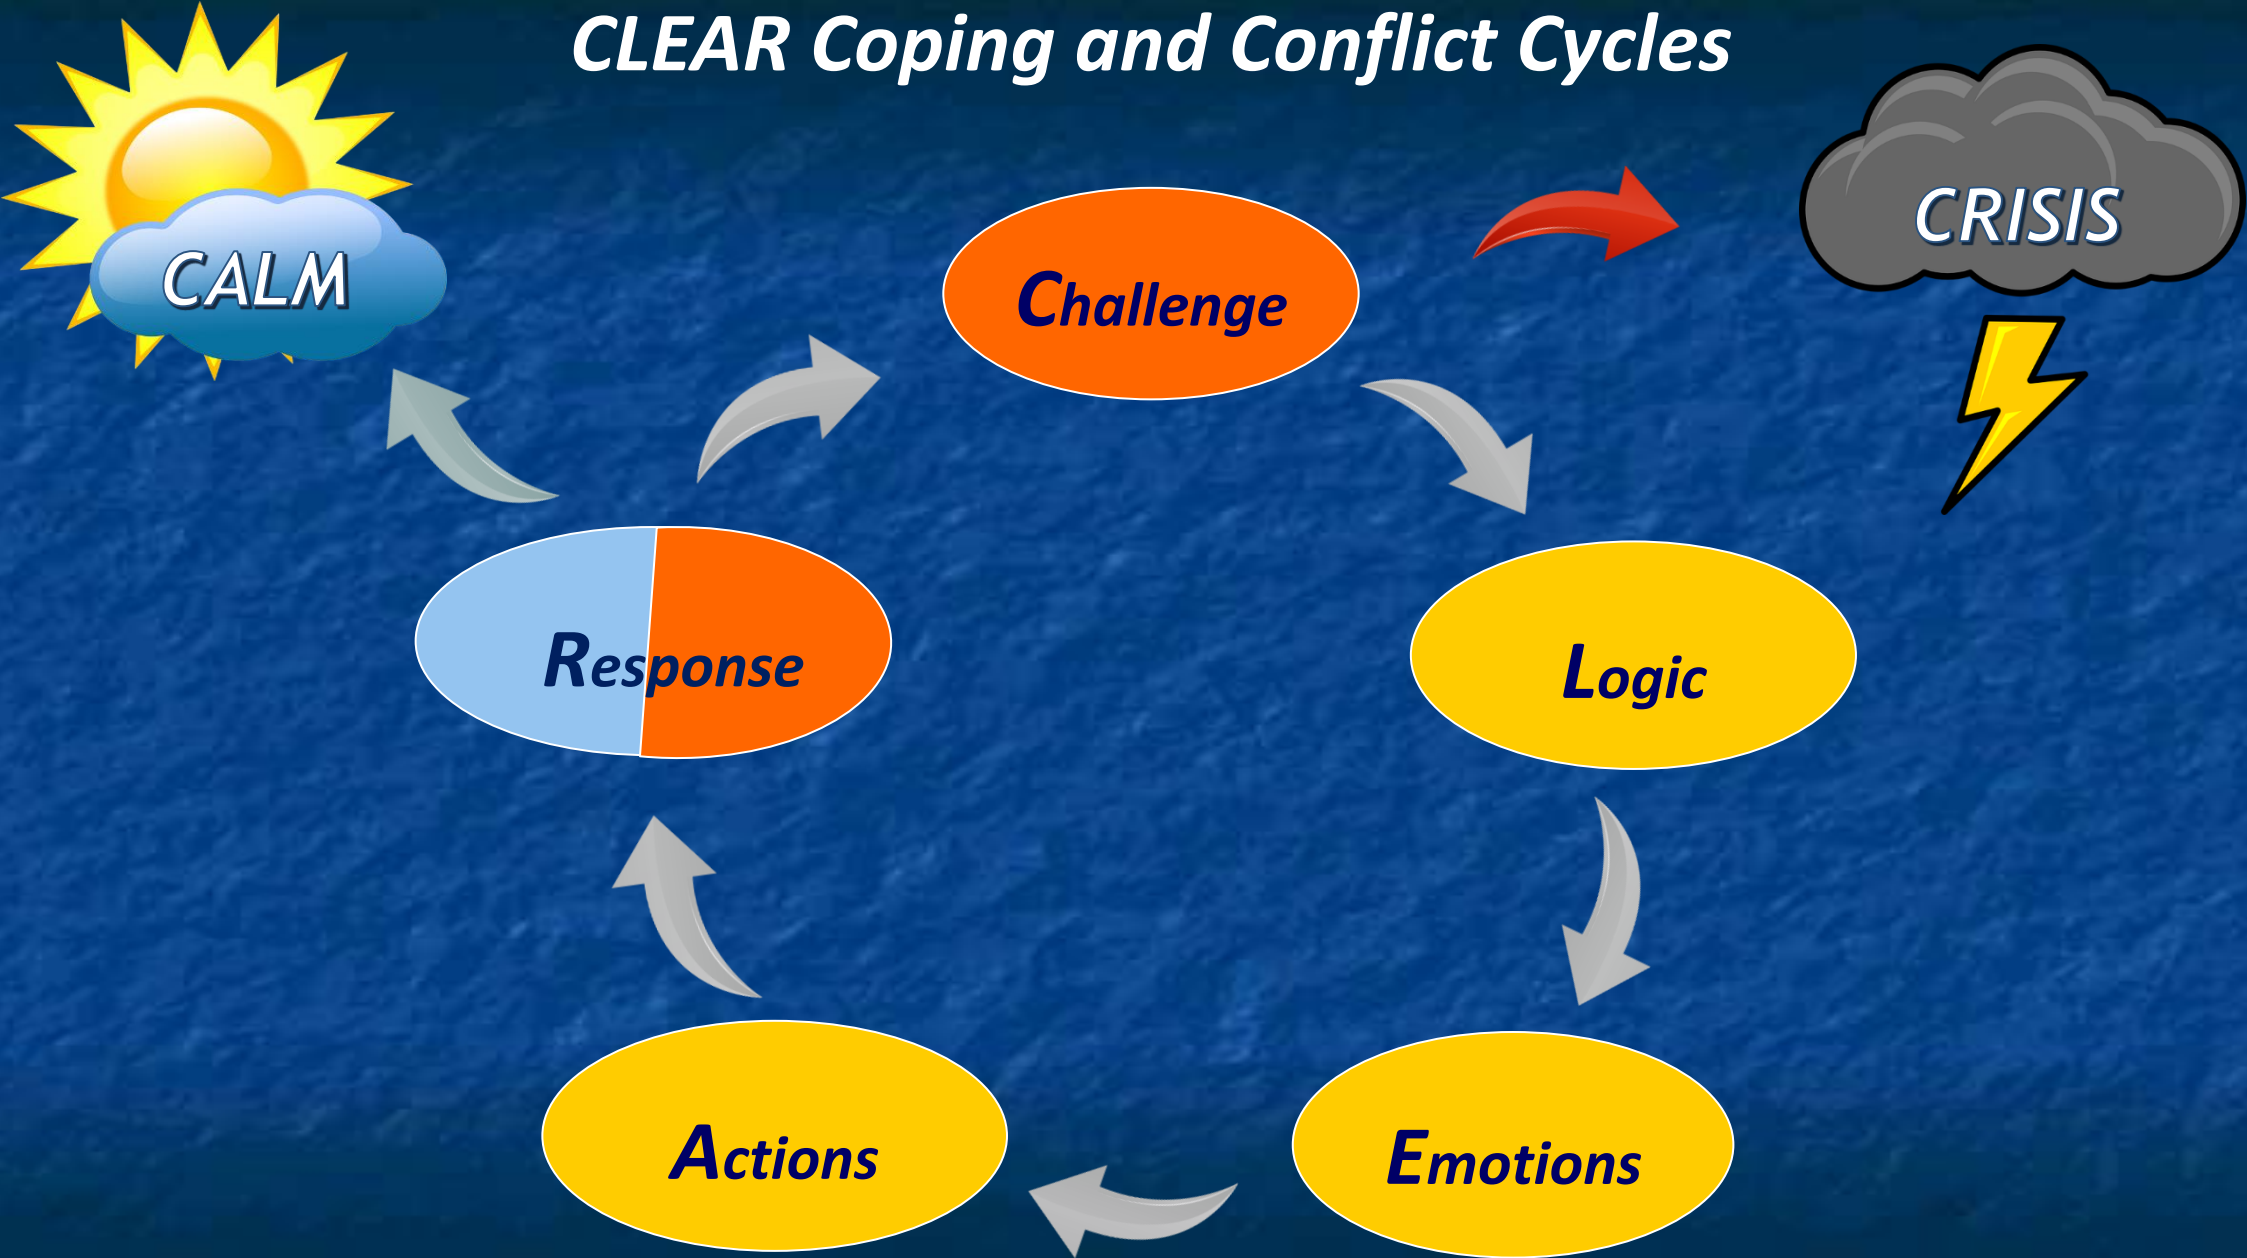 CLEAR Coping and Conflict Cycles
CALM
CRISIS
Challenge
Response
Logic
Actions
Emotions